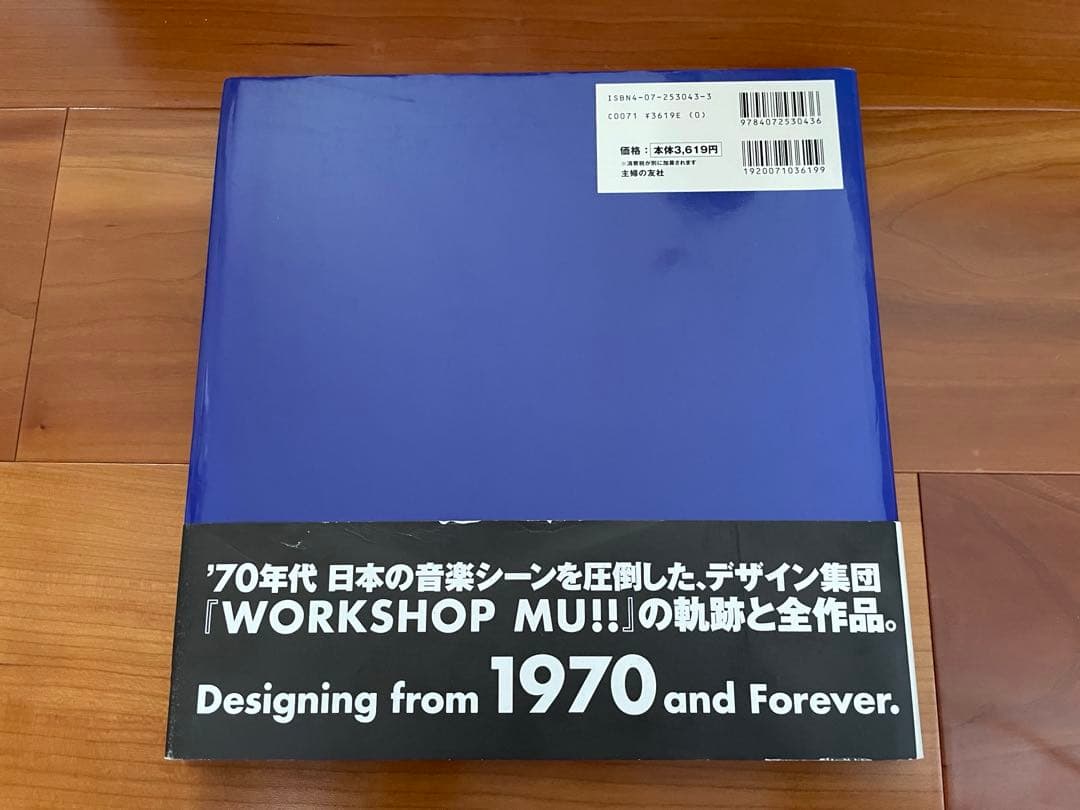 ISBN4-07-253043-3
C0071 ¥3619E (0)
9784072530436
価格：本体3,619円
※消費税が別に加算されます
主婦の友社
1920071036199
'70年代 日本の音楽シーンを圧倒した、デザイン集団
『WORKSHOP MU!!』の軌跡と全作品。
Designing from 1970 and Forever.